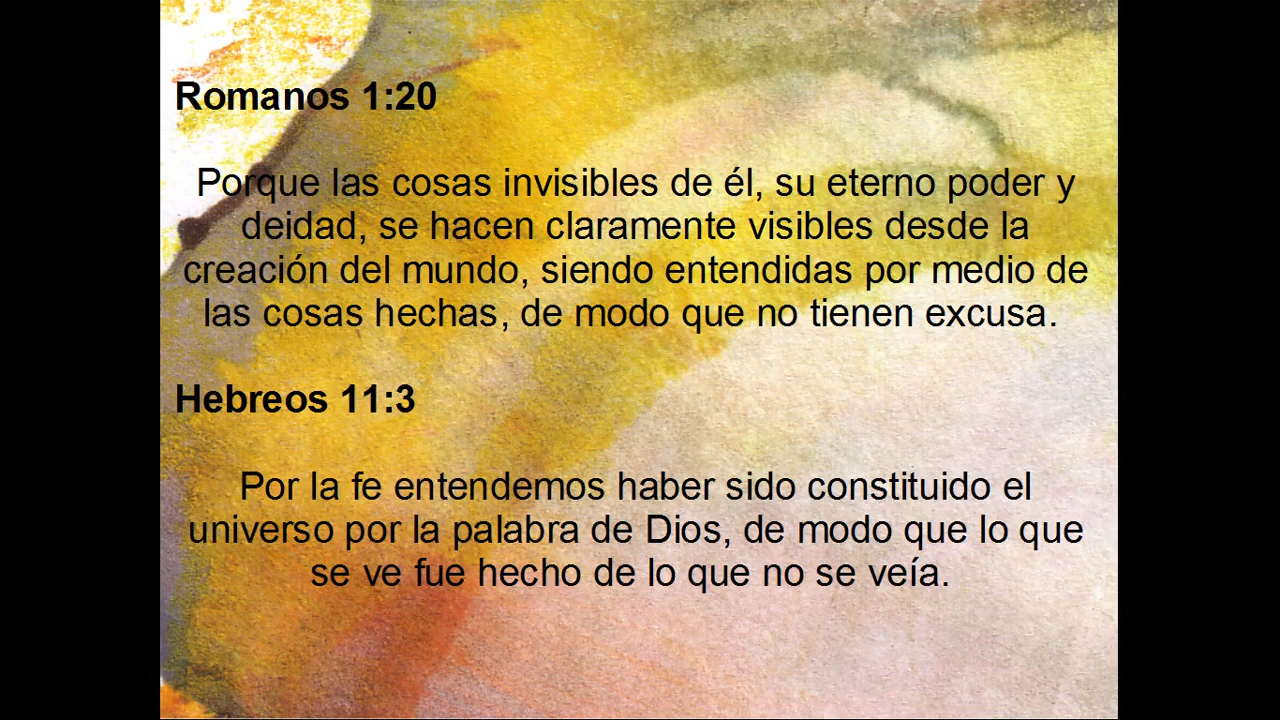 Romanos 1:20
Porque las cosas invisibles de él, su eterno poder y
deidad, se hacen claramente visibles desde la
creación del mundo, siendo entendidas por medio de
las cosas hechas, de modo que no tienen excusa.
Hebreos 11:3
Por la fe entendemos haber sido constituido el
universo por la palabra de Dios, de modo que lo que
se ve fue hecho de lo que no se veía.